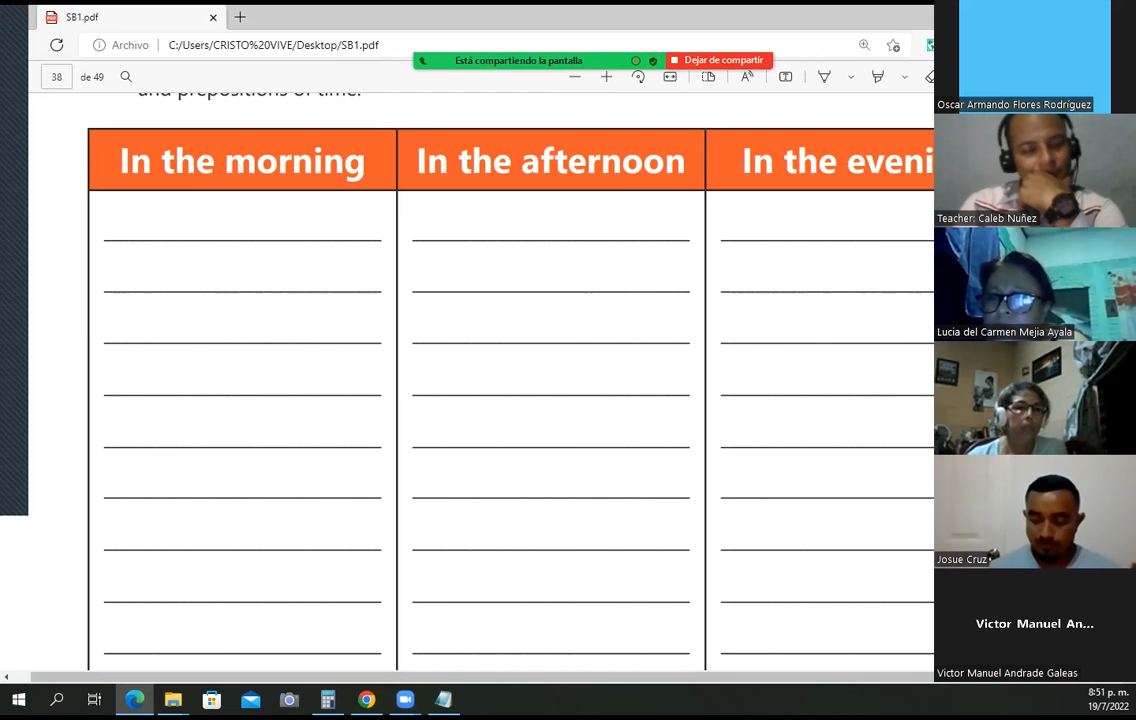 SB1.pdf
Archivo
C:/Users/CRISTO%20VIVE/Desktop/SB1.pdf
Está compartiendo la pantalla
Dejar de compartir
38
de 49
and prepositions of time.
In the morning
In the afternoon
In the eveni
Oscar Armando Flores Rodríguez
Teacher: Caleb Nuñez
Lucia del Carmen Mejia Ayala
Josue Cruz
Victor Manuel An...
Victor Manuel Andrade Galeas
8:51 p. m.
19/7/2022